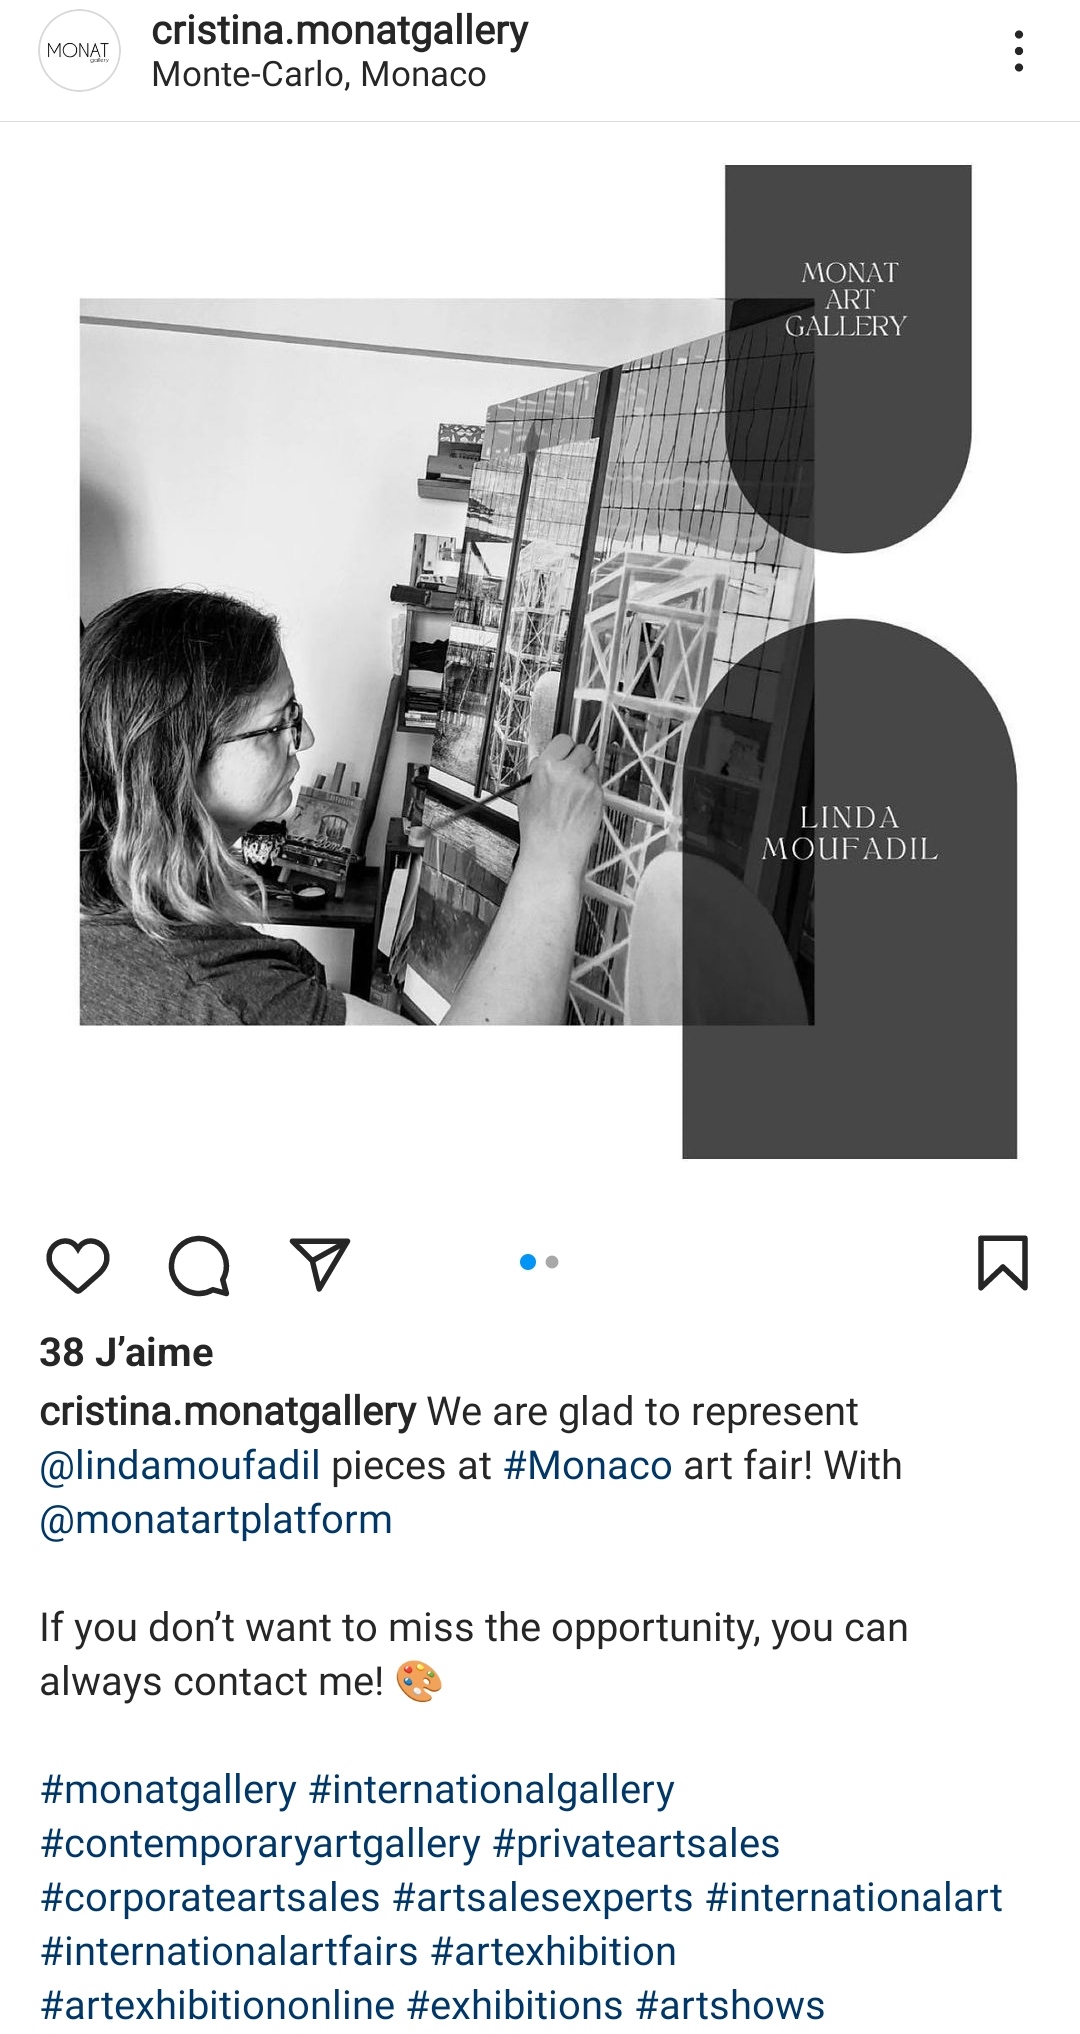 MONAT
gallery
cristina.monatgallery
Monte-Carlo, Monaco
MONAT
ART
GALLERY
LINDA
MOUFADIL
38 J’aime
cristina.monatgallery We are glad to represent
@lindamoufadil pieces at #Monaco art fair! With
@monatartplatform
If you don’t want to miss the opportunity, you can
always contact me! 🎨
#monatgallery #internationalgallery
#contemporaryartgallery #privateartsales
#corporateartsales #artsalesexperts #internationalart
#internationalartfairs #artexhibition
#artexhibitiononline #exhibitions #artshows